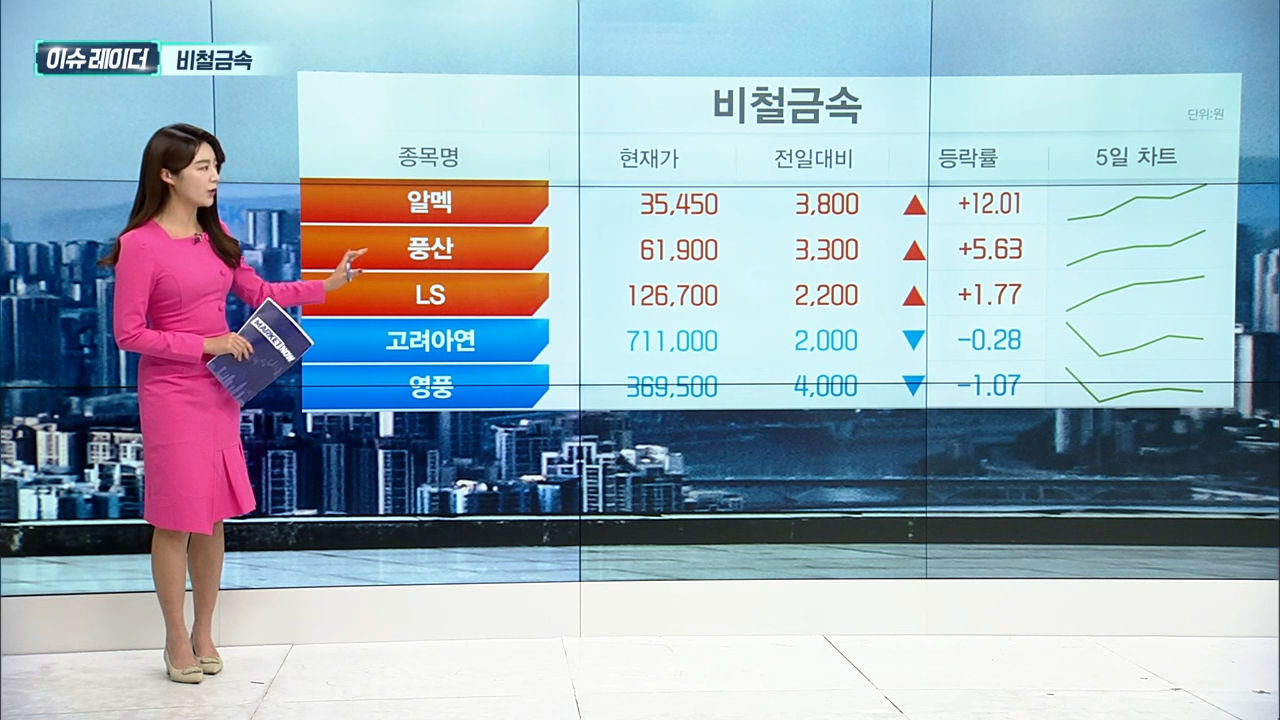 이슈 레이더 비철금속
비철금속
단위:원
종목명 현재가 전일대비 등락률 5일 차트
알멕 35,450 3,800 ▲ +12.01
풍산 61,900 3,300 ▲ +5.63
LS 126,700 2,200 ▲ +1.77
고려아연 711,000 2,000 ▼ -0.28
영풍 369,500 4,000 ▼ -1.07
MARKET NOW